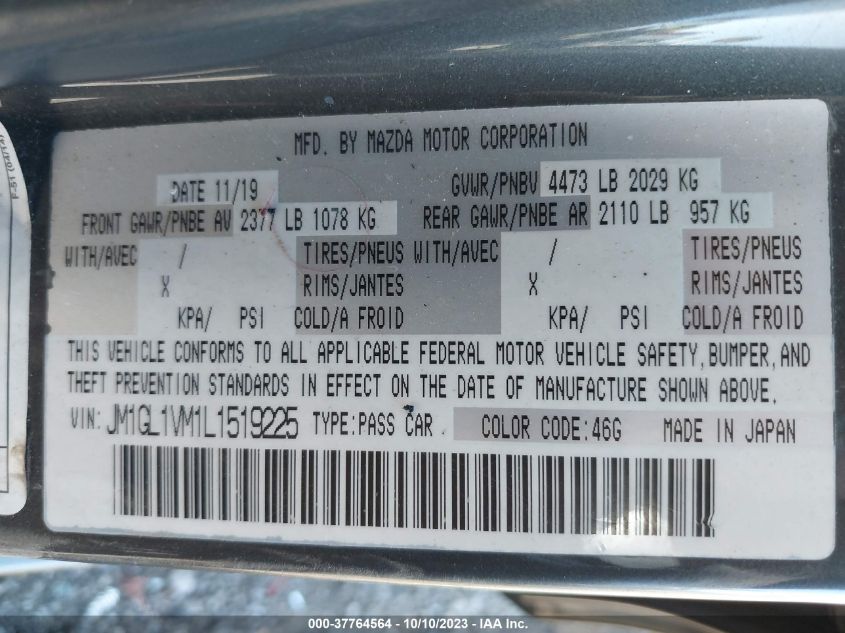 F-51 (04/14)
MFD. BY MAZDA MOTOR CORPORATION
DATE 11/19 GVWR/PNBV 4473 LB 2029 KG
FRONT GAWR/PNBE AV 2377 LB 1078 KG REAR GAWR/PNBE AR 2110 LB 957 KG
WITH/AVEC / TIRES/PNEUS WITH/AVEC / TIRES/PNEUS
X RIMS/JANTES X RIMS/JANTES
KPA/ PSI COLD/A FROID KPA/ PSI COLD/A FROID
THIS VEHICLE CONFORMS TO ALL APPLICABLE FEDERAL MOTOR VEHICLE SAFETY, BUMPER, AND
THEFT PREVENTION STANDARDS IN EFFECT ON THE DATE OF MANUFACTURE SHOWN ABOVE.
VIN: JM1GL1VM1L1519225 TYPE:PASS CAR COLOR CODE:46G MADE IN JAPAN
000-37764564 - 10/10/2023 - IAA Inc.